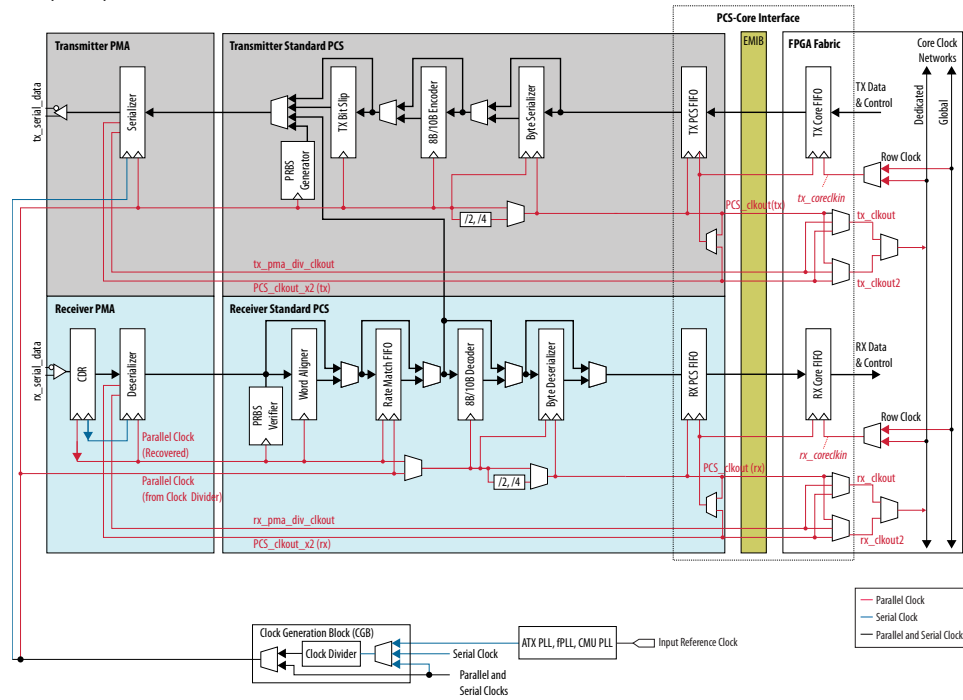 PCS-Core Interface
Transmitter PMA
Transmitter Standard PCS
EMIB
FPGA Fabric
Core Clock
Networks
tx_serial_data
Serializer
TX Bit Slip
8B/10B Encoder
Byte Serializer
TX PCS FIFO
TX Core FIFO
TX Data
& Control
Dedicated
Global
PRBS
Generator
Row Clock
tx_coreclkin
/2, /4
PCS_clkout(tx)
tx_clkout
tx_pma_div_clkout
PCS_clkout_x2 (tx)
tx_clkout2
Receiver PMA
Receiver Standard PCS
rx_serial_data
CDR
Deserializer
PRBS
Verifier
Word Aligner
Rate Match FIFO
8B/10B Decoder
Byte Deserializer
RX PCS FIFO
RX Core FIFO
RX Data
& Control
Row Clock
Parallel Clock
(Recovered)
rx_coreclkin
Parallel Clock
(from Clock Divider)
/2, /4
PCS_clkout (rx)
rx_clkout
rx_pma_div_clkout
PCS_clkout_x2 (rx)
rx_clkout2
Parallel Clock
Serial Clock
Parallel and Serial Clock
Clock Generation Block (CGB)
Clock Divider
Serial Clock
ATX PLL, fPLL, CMU PLL
Input Reference Clock
Parallel and
Serial Clocks